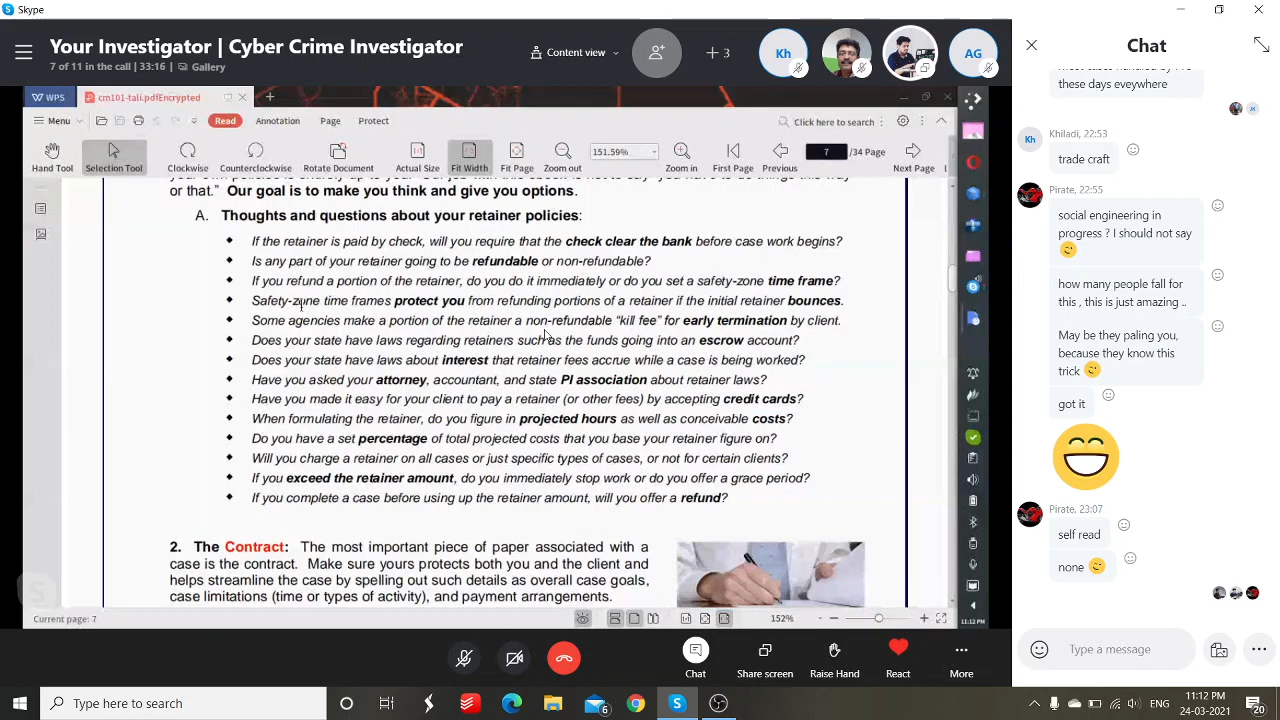 Skype
Your Investigator | Cyber Crime Investigator
7 of 11 in the call | 33:16 | Gallery
Content view
+ 3
Kh
AG
Chat
WPS
cm101-tali.pdfEncrypted
Menu
Read
Annotation
Page
Protect
Click here to search
Hand Tool
Selection Tool
Clockwise
Counterclockwise
Rotate Document
Actual Size
Fit Width
Fit Page
Zoom out
151.59%
Zoom in
First Page
Previous
7
/34 Page
Next Page
or that.” Our goal is to make you think and give you options.
A. Thoughts and questions about your retainer policies:
If the retainer is paid by check, will you require that the check clear the bank before case work begins?
Is any part of your retainer going to be refundable or non-refundable?
If you refund a portion of the retainer, do you do it immediately or do you set a safety-zone time frame?
Safety-zone time frames protect you from refunding portions of a retainer if the initial retainer bounces.
Some agencies make a portion of the retainer a non-refundable “kill fee” for early termination by client.
Does your state have laws regarding retainers such as the funds going into an escrow account?
Does your state have laws about interest that retainer fees accrue while a case is being worked?
Have you asked your attorney, accountant, and state PI association about retainer laws?
Have you made it easy for your client to pay a retainer (or other fees) by accepting credit cards?
When formulating the retainer, do you figure in projected hours as well as conceivable costs?
Do you have a set percentage of total projected costs that you base your retainer figure on?
Will you charge a retainer on all cases or just specific types of cases, or not for certain clients?
If you exceed the retainer amount, do you immediately stop work or do you offer a grace period?
If you complete a case before using up the retainer amount, will you offer a refund?
2. The Contract: The most important piece of paper associated with a
case is the contract. Make sure yours protects both you and the client and
helps streamline the case by spelling out such details as overall case goals,
case limitations (time or types of activity), and payment arrangements.
Current page: 7
152%
11:12 PM
these days eveywhere
JK
Kh
Khiladi, 22:53
trade craft
Pirate, 22:55
social engineering in
progress ? I should not say
how many people fall for
this , this is just amazing ..
May be they paling you,
because they know this
trick
got it
Pirate, 23:07
self read
none
Type a message
Chat
Share screen
Raise Hand
React
More
Type here to search
6
ENG
11:12 PM
24-03-2021
20